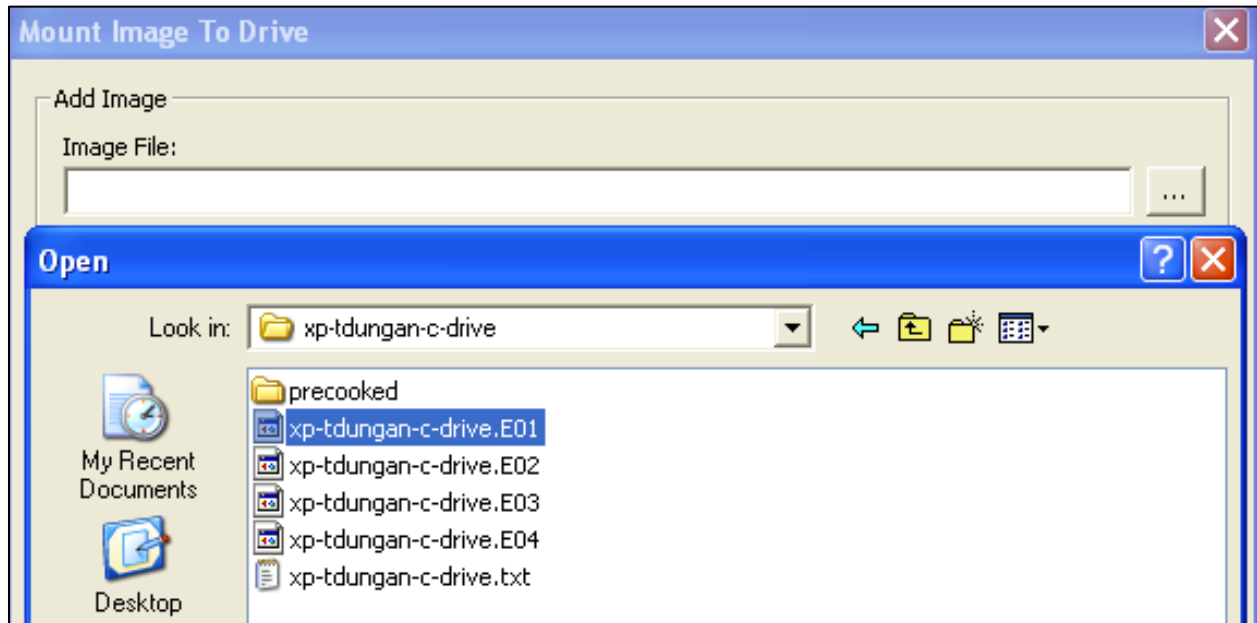 Mount Image To Drive
Add Image
Image File:
...
Open
?
Look in: xp-tdungan-c-drive
precooked
xp-tdungan-c-drive.E01
xp-tdungan-c-drive.E02
xp-tdungan-c-drive.E03
xp-tdungan-c-drive.E04
xp-tdungan-c-drive.txt
My Recent
Documents
Desktop